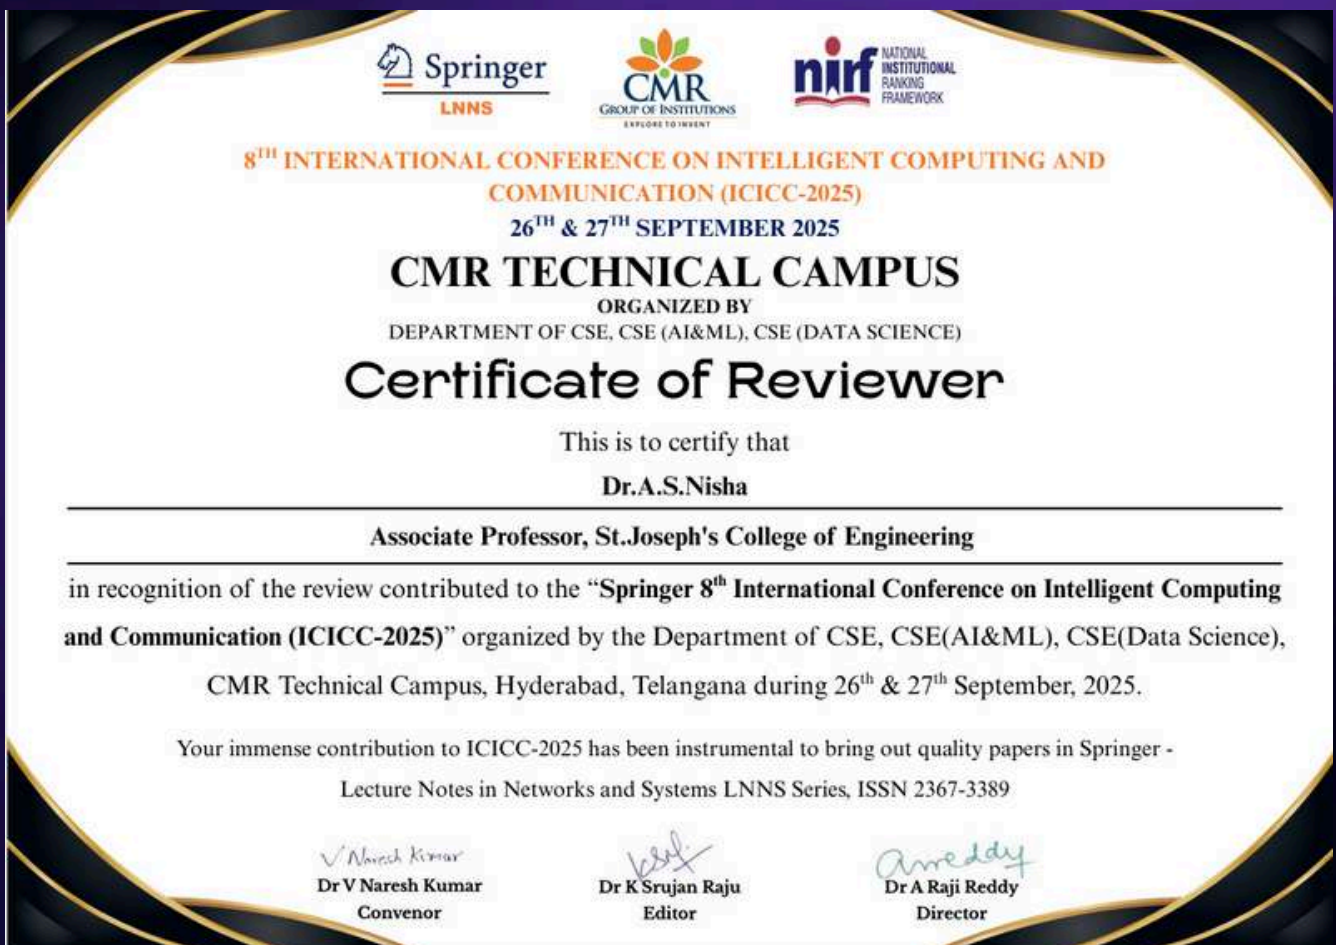 Springer
LNNS
CMR
GROUP OF INSTITUTIONS
EXPLORE TO INVENT
nirf
NATIONAL
INSTITUTIONAL
RANKING
FRAMEWORK
8TH INTERNATIONAL CONFERENCE ON INTELLIGENT COMPUTING AND
COMMUNICATION (ICICC-2025)
26TH & 27TH SEPTEMBER 2025
CMR TECHNICAL CAMPUS
ORGANIZED BY
DEPARTMENT OF CSE, CSE (AI&ML), CSE (DATA SCIENCE)
Certificate of Reviewer
This is to certify that
Dr.A.S.Nisha
Associate Professor, St.Joseph's College of Engineering
in recognition of the review contributed to the “Springer 8th International Conference on Intelligent Computing
and Communication (ICICC-2025)” organized by the Department of CSE, CSE(AI&ML), CSE(Data Science),
CMR Technical Campus, Hyderabad, Telangana during 26th & 27th September, 2025.
Your immense contribution to ICICC-2025 has been instrumental to bring out quality papers in Springer -
Lecture Notes in Networks and Systems LNNS Series, ISSN 2367-3389
V Naresh Kumar
Dr V Naresh Kumar
Convenor
Dr K Srujan Raju
Editor
Dr A Raji Reddy
Director